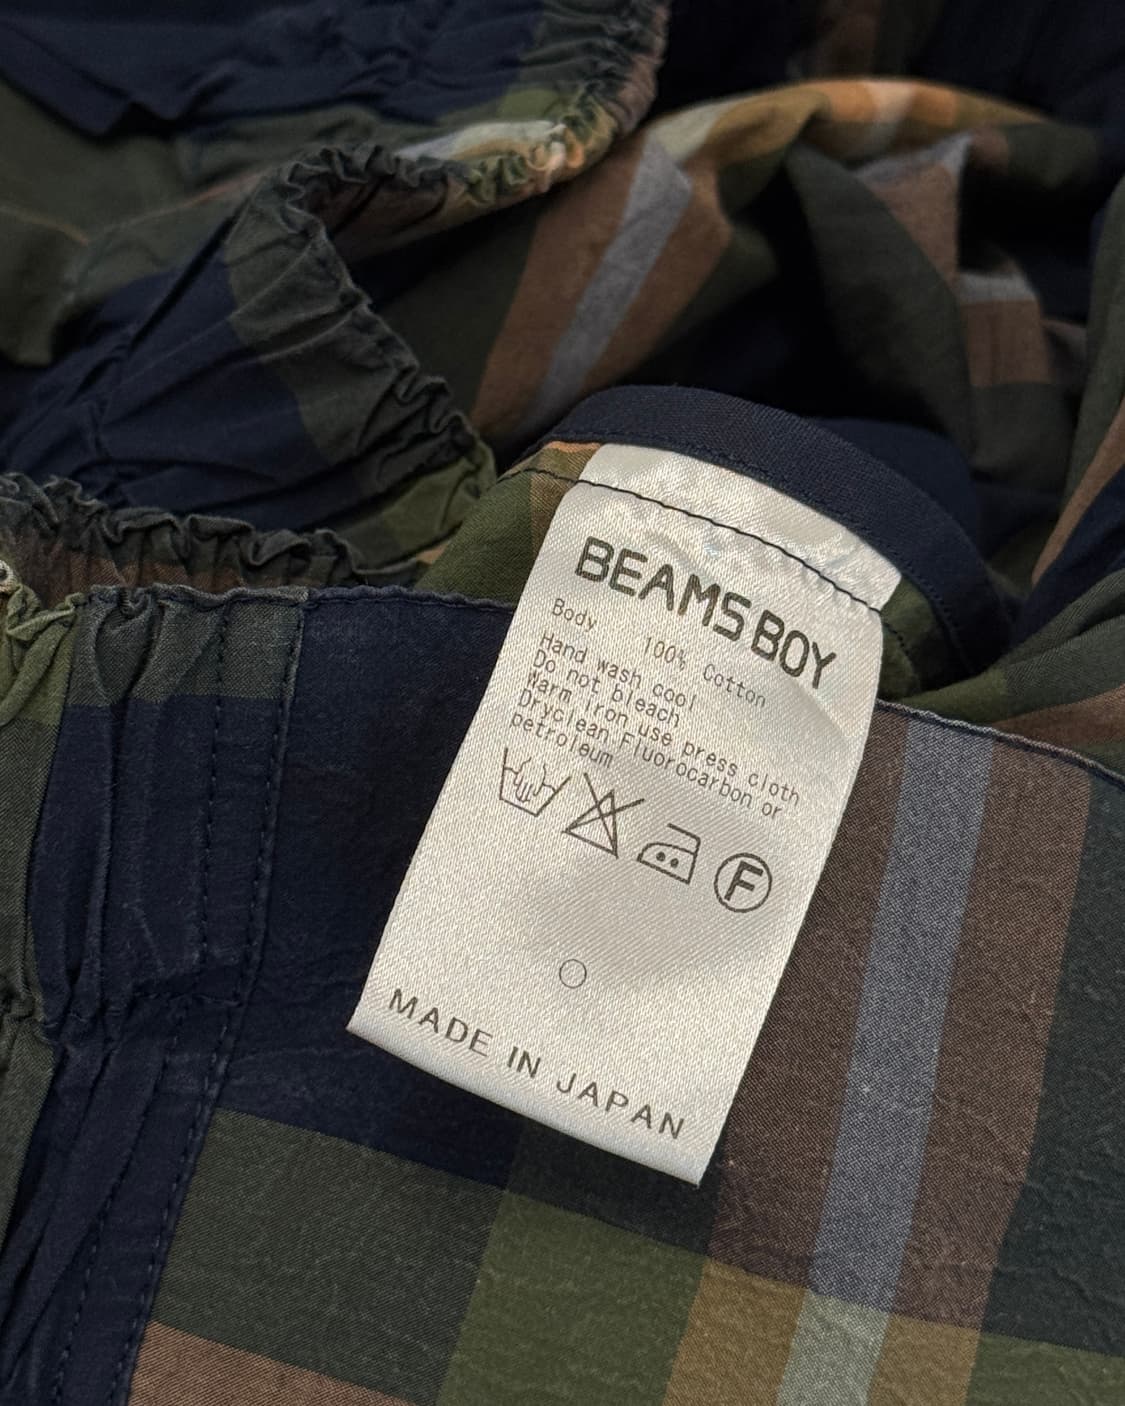 BEAMS BOY
Body 100% Cotton
Hand wash cool
Do not bleach
Warm Iron use press cloth
Dryclean,Fluorocarbon or
petroleum
F
MADE IN JAPAN